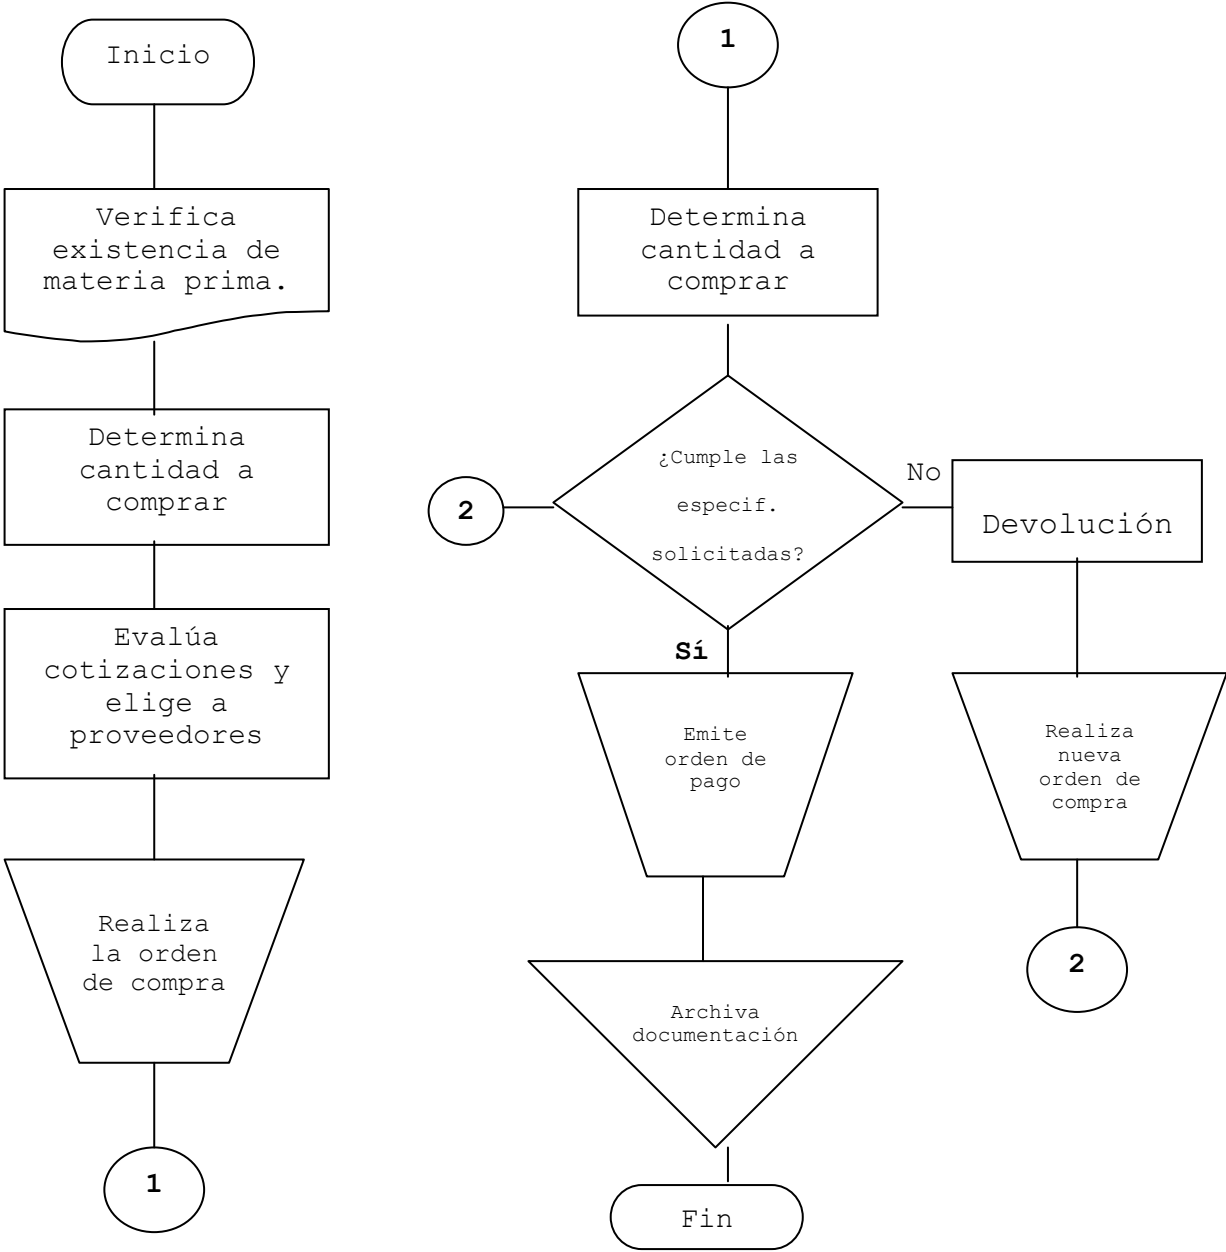 Inicio
Verifica
existencia de
materia prima.
Determina
cantidad a
comprar
Evalúa
cotizaciones y
elige a
proveedores
Realiza
la orden
de compra
1
1
Determina
cantidad a
comprar
¿Cumple las
especif.
solicitadas?
2
No
Devolución
Sí
Emite
orden de
pago
Realiza
nueva
orden de
compra
2
Archiva
documentación
Fin